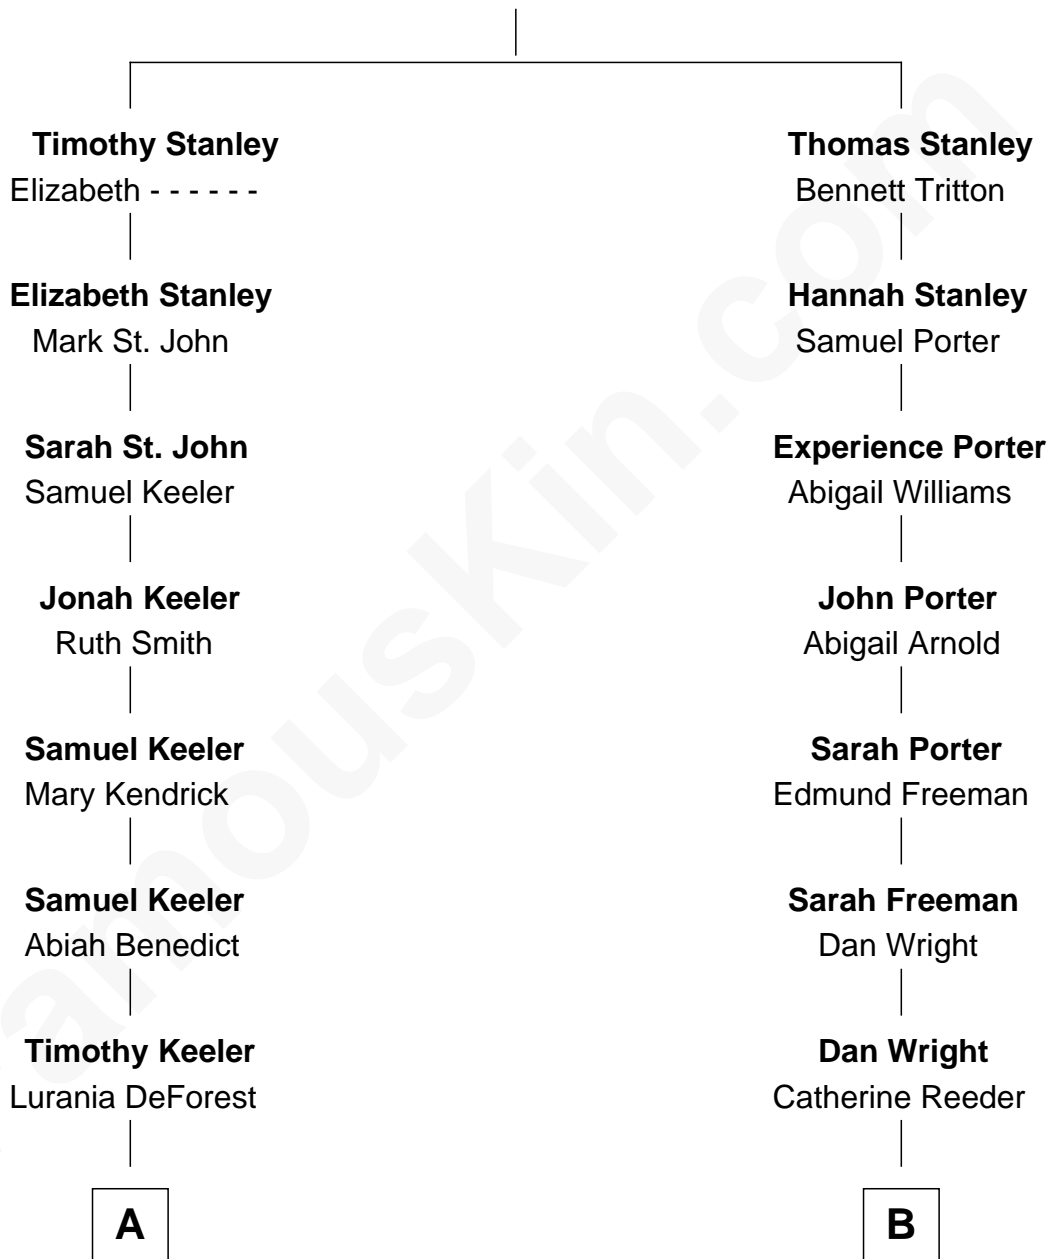 Timothy Stanley
Elizabeth - - - - - -
Elizabeth Stanley
Mark St. John
Sarah St. John
Samuel Keeler
Jonah Keeler
Ruth Smith
Samuel Keeler
Mary Kendrick
Samuel Keeler
Abiah Benedict
Timothy Keeler
Lurania DeForest
A
Thomas Stanley
Bennett Tritton
Hannah Stanley
Samuel Porter
Experience Porter
Abigail Williams
John Porter
Abigail Arnold
Sarah Porter
Edmund Freeman
Sarah Freeman
Dan Wright
Dan Wright
Catherine Reeder
B
amousKin.com